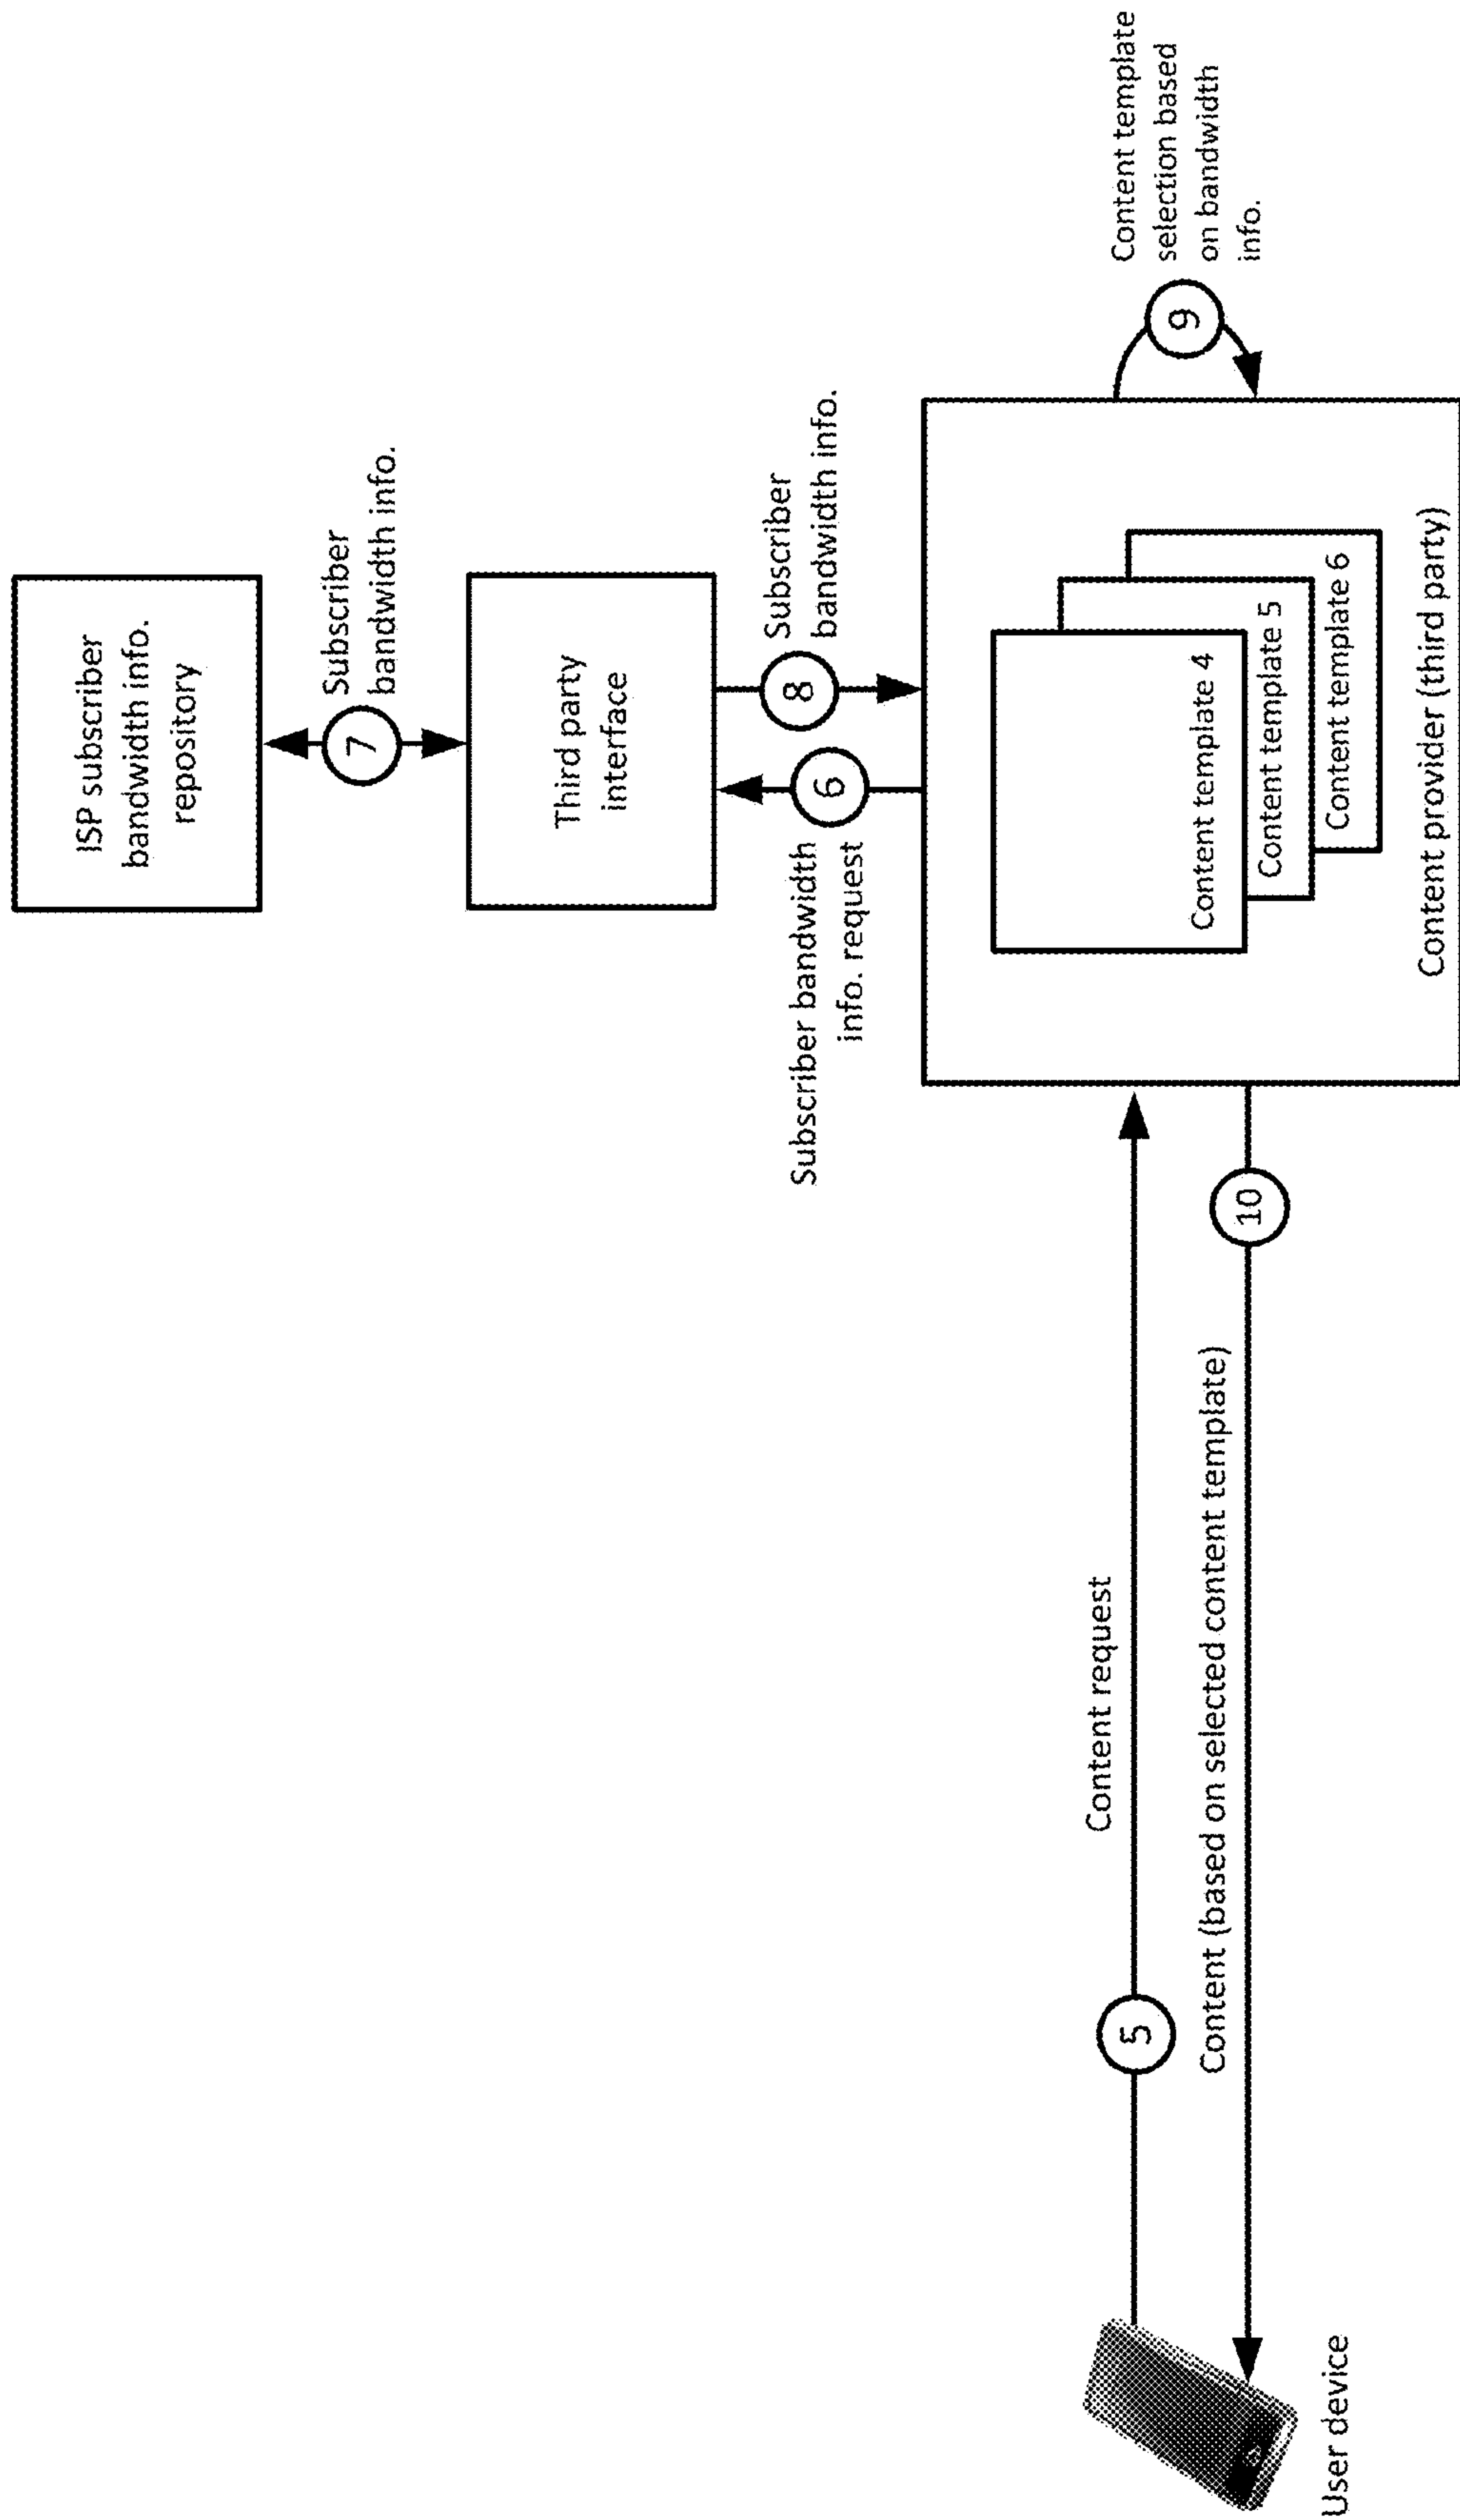 ISP subscriber
bandwidth info.
repository
7
Subscriber
bandwidth info.
Third party
interface
Subscriber bandwidth
info. request
6
8
Subscriber
bandwidth info.
Content template
selection based
on bandwidth
info.
9
Content template 4
Content template 5
Content template 6
Content provider (third party)
5
Content request
Content (based on selected content template)
10
User device